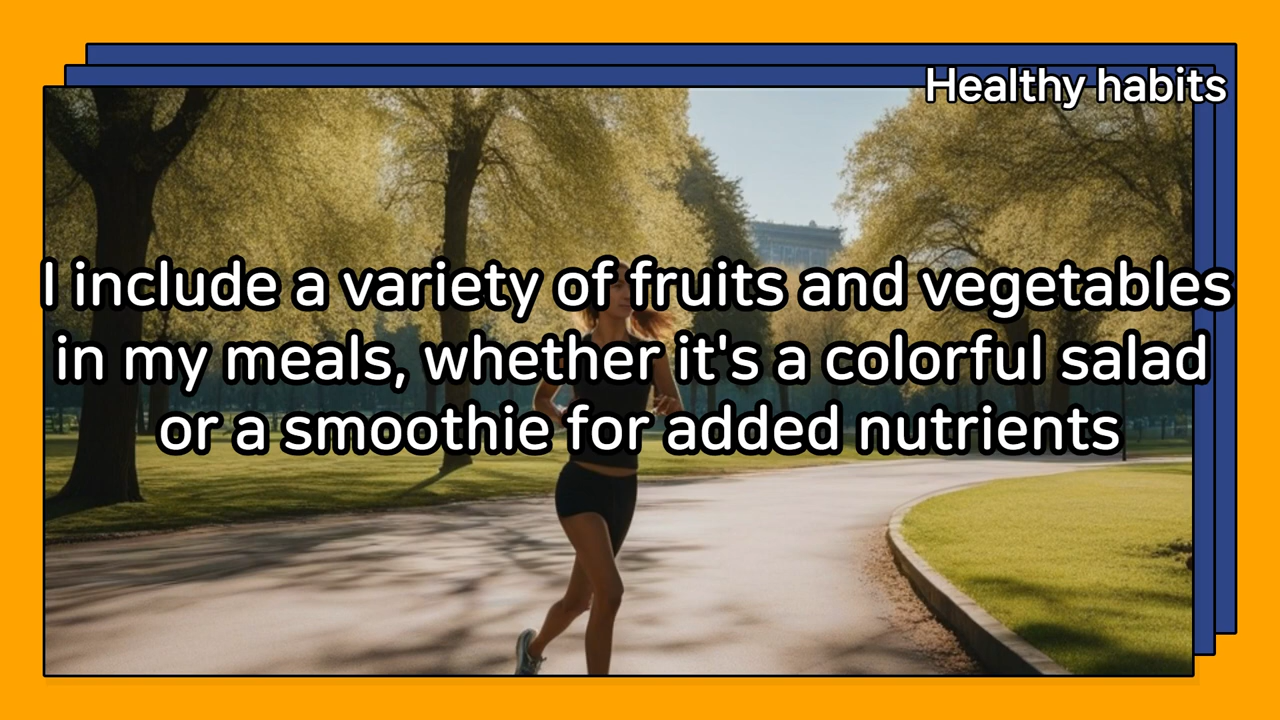 Healthy habits
I include a variety of fruits and vegetables
in my meals, whether it's a colorful salad
or a smoothie for added nutrients